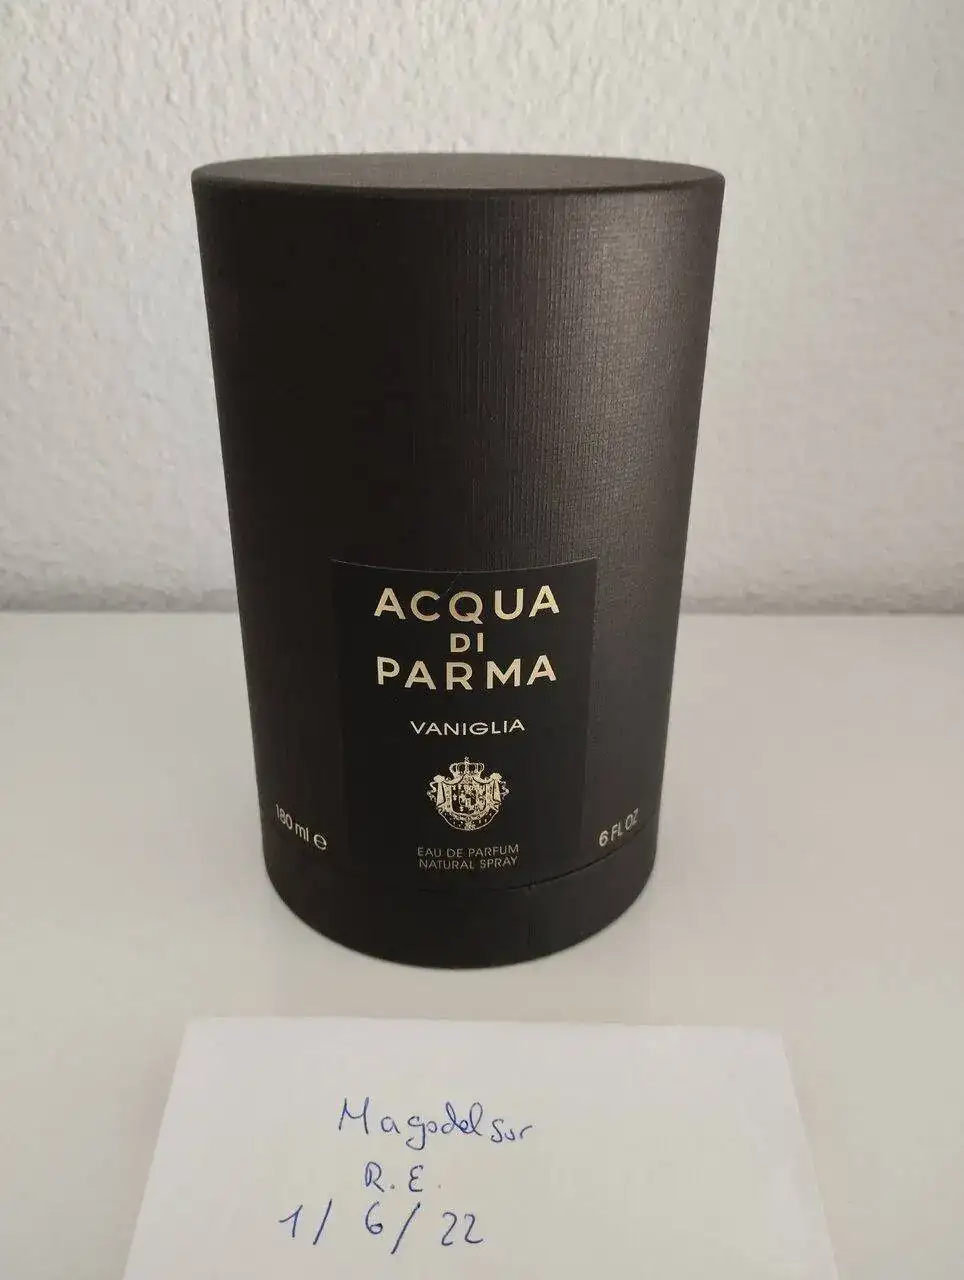 ACQUA
DI
PARMA
VANIGLIA
180 ml ℮
6 FL OZ
EAU DE PARFUM
NATURAL SPRAY
Magodelsur
R.E.
1/6/22